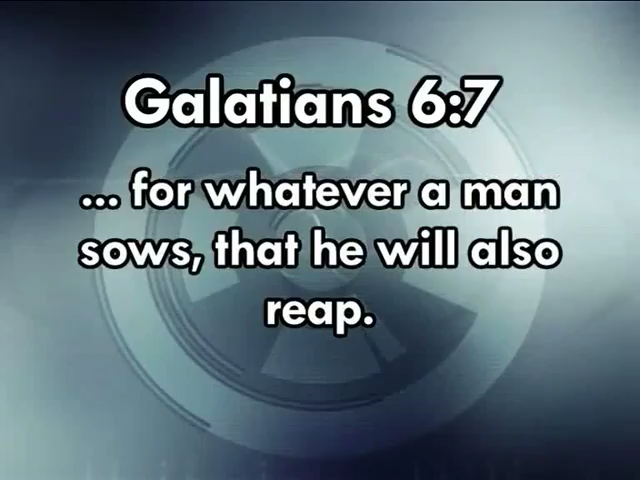 Galatians 6:7
... for whatever a man
sows, that he will also
reap.